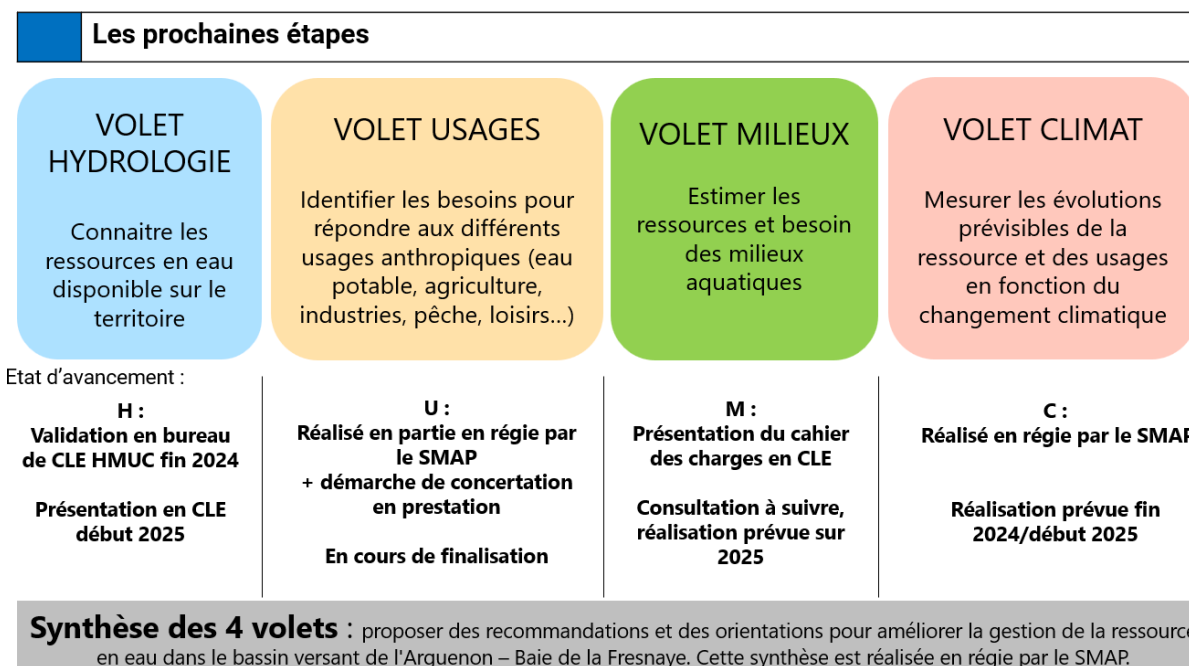 Les prochaines étapes
VOLET
HYDROLOGIE
Connaitre les
ressources en eau
disponible sur le
territoire
VOLET USAGES
Identifier les besoins pour
répondre aux différents
usages anthropiques (eau
potable, agriculture,
industries, pêche, loisirs…)
VOLET MILIEUX
Estimer les
ressources et besoin
des milieux
aquatiques
VOLET CLIMAT
Mesurer les évolutions
prévisibles de la
ressource et des usages
en fonction du
changement climatique
Etat d’avancement :
H :
Validation en bureau
de CLE HMUC fin 2024
Présentation en CLE
début 2025
U :
Réalisé en partie en régie par
le SMAP
+ démarche de concertation
en prestation
En cours de finalisation
M :
Présentation du cahier
des charges en CLE
Consultation à suivre,
réalisation prévue sur
2025
C :
Réalisé en régie par le SMAP
Réalisation prévue fin
2024/début 2025
Synthèse des 4 volets : proposer des recommandations et des orientations pour améliorer la gestion de la ressource
en eau dans le bassin versant de l'Arguenon – Baie de la Fresnaye. Cette synthèse est réalisée en régie par le SMAP.